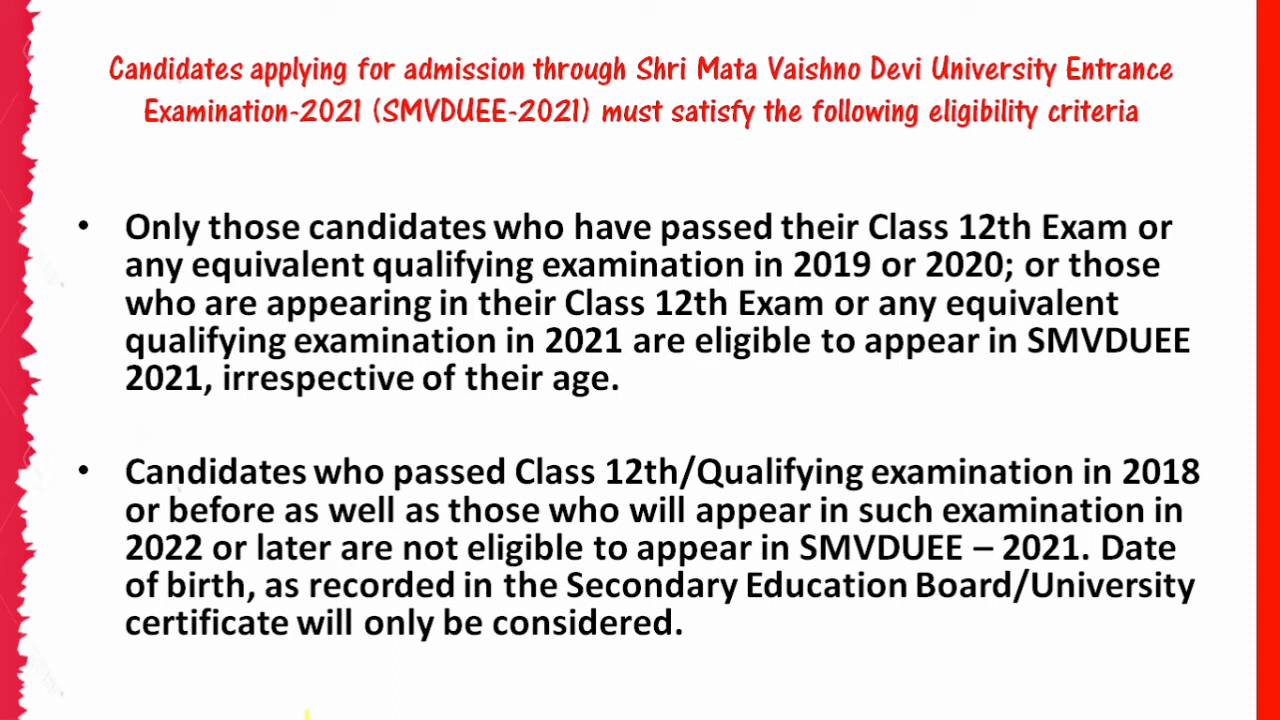 Candidates applying for admission through Shri Mata Vaishno Devi University Entrance
Examination-2021 (SMVDUEE-2021) must satisfy the following eligibility criteria
• Only those candidates who have passed their Class 12th Exam or
any equivalent qualifying examination in 2019 or 2020; or those
who are appearing in their Class 12th Exam or any equivalent
qualifying examination in 2021 are eligible to appear in SMVDUEE
2021, irrespective of their age.
• Candidates who passed Class 12th/Qualifying examination in 2018
or before as well as those who will appear in such examination in
2022 or later are not eligible to appear in SMVDUEE – 2021. Date
of birth, as recorded in the Secondary Education Board/University
certificate will only be considered.